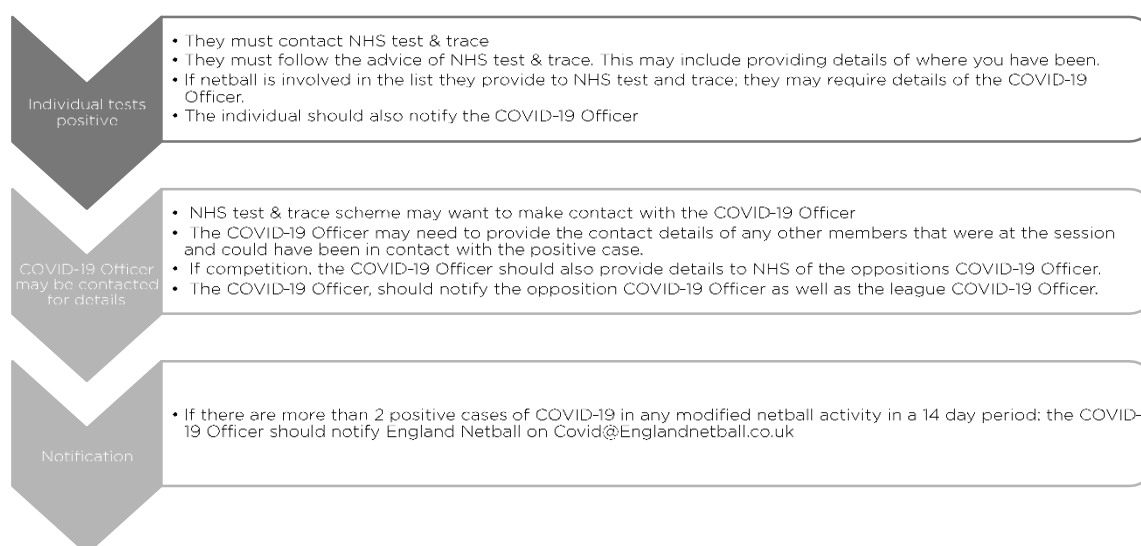 Individual tests
positive
• They must contact NHS test & trace
• They must follow the advice of NHS test & trace. This may include providing details of where you have been.
• If netball is involved in the list they provide to NHS test and trace; they may require details of the COVID-19
Officer.
• The individual should also notify the COVID-19 Officer
COVID-19 Officer
may be contacted
for details
• NHS test & trace scheme may want to make contact with the COVID-19 Officer
• The COVID-19 Officer may need to provide the contact details of any other members that were at the session
and could have been in contact with the positive case.
• If competition, the COVID-19 Officer should also provide details to NHS of the oppositions COVID-19 Officer.
• The COVID-19 Officer, should notify the opposition COVID-19 Officer as well as the league COVID-19 Officer.
Notification
• If there are more than 2 positive cases of COVID-19 in any modified netball activity in a 14 day period; the COVID-
19 Officer should notify England Netball on Covid@Englandnetball.co.uk